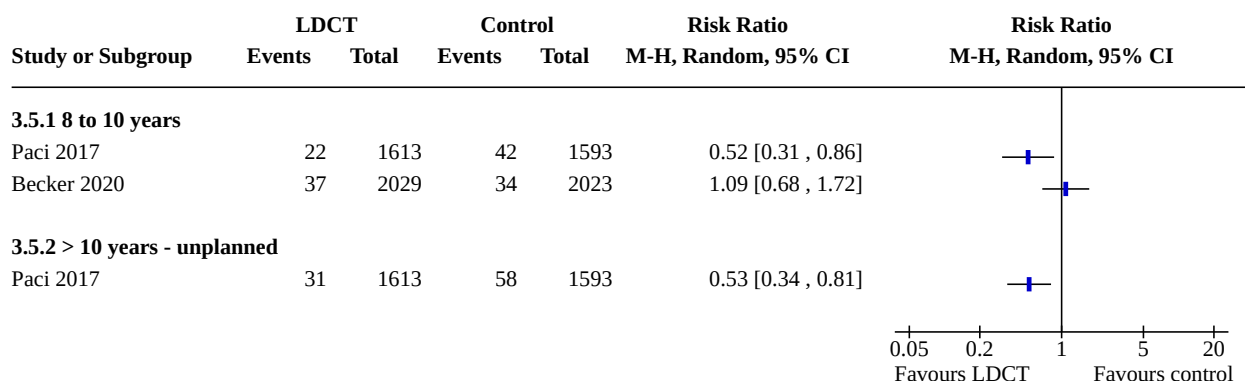 LDCT Control Risk Ratio Risk Ratio
Study or Subgroup Events Total Events Total M-H, Random, 95% CI M-H, Random, 95% CI
3.5.1 8 to 10 years
Paci 2017 22 1613 42 1593 0.52 [0.31 , 0.86]
Becker 2020 37 2029 34 2023 1.09 [0.68 , 1.72]
3.5.2 > 10 years - unplanned
Paci 2017 31 1613 58 1593 0.53 [0.34 , 0.81]
0.05 0.2 1 5 20
Favours LDCT Favours control